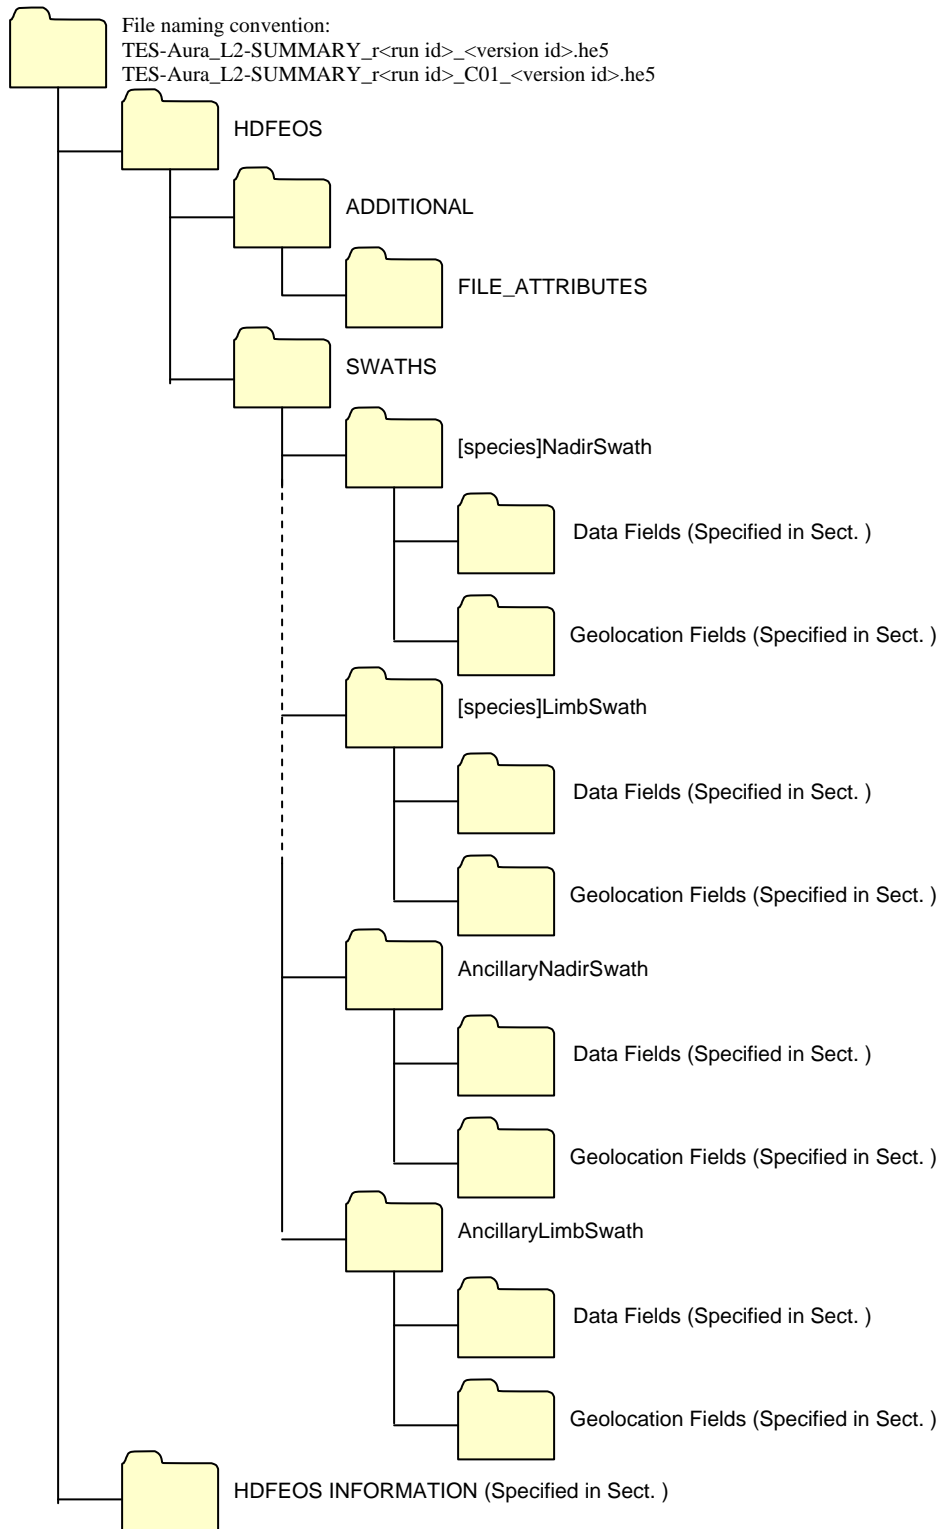 File naming convention:
TES-Aura_L2-SUMMARY_r<run id>_<version id>.he5
TES-Aura_L2-SUMMARY_r<run id>_C01_<version id>.he5
HDFEOS
ADDITIONAL
FILE_ATTRIBUTES
SWATHS
[species]NadirSwath
Data Fields (Specified in Sect. )
Geolocation Fields (Specified in Sect. )
[species]LimbSwath
Data Fields (Specified in Sect. )
Geolocation Fields (Specified in Sect. )
AncillaryNadirSwath
Data Fields (Specified in Sect. )
Geolocation Fields (Specified in Sect. )
AncillaryLimbSwath
Data Fields (Specified in Sect. )
Geolocation Fields (Specified in Sect. )
HDFEOS INFORMATION (Specified in Sect. )